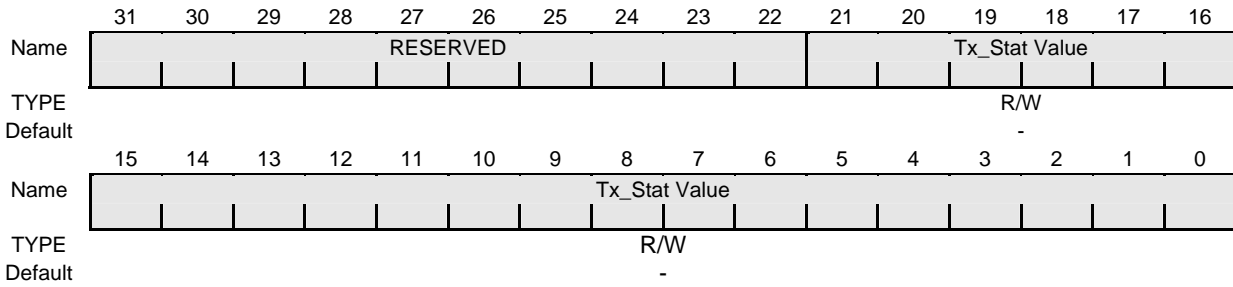 31 30 29 28 27 26 25 24 23 22 21 20 19 18 17 16
Name RESERVED Tx_Stat Value
TYPE R/W
Default -
15 14 13 12 11 10 9 8 7 6 5 4 3 2 1 0
Name Tx_Stat Value
TYPE R/W
Default -